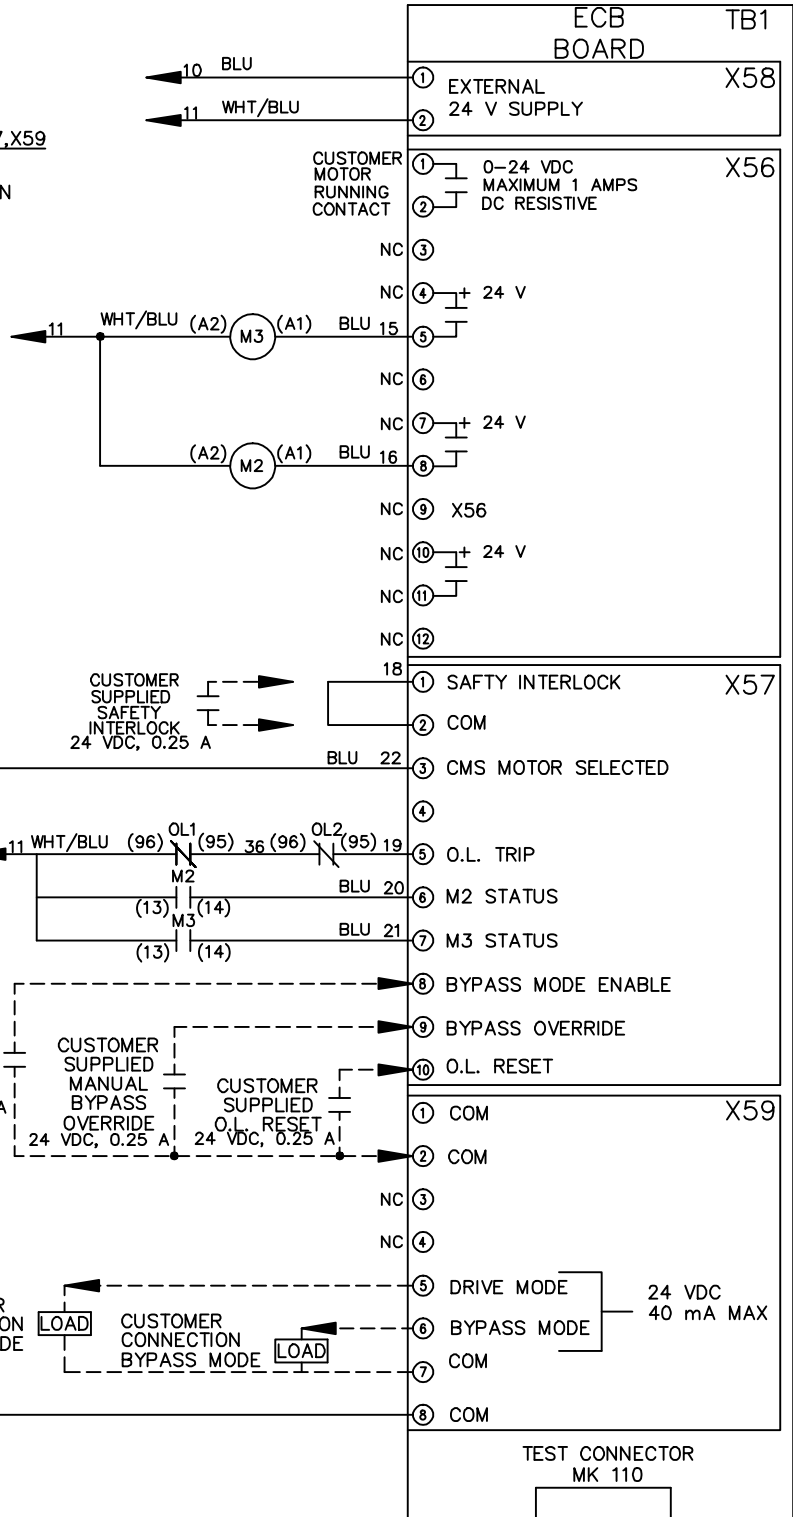 ECB TB1
BOARD
10 BLU 1 EXTERNAL X58
11 WHT/BLU 2 24 V SUPPLY
7,X59
N
CUSTOMER
MOTOR
RUNNING
CONTACT
1 0-24 VDC X56
MAXIMUM 1 AMPS
2 DC RESISTIVE
NC 3
NC 4 + 24 V
11 WHT/BLU (A2) M3 (A1) BLU 15 5
NC 6
NC 7 + 24 V
(A2) M2 (A1) BLU 16 8
NC 9 X56
NC 10 + 24 V
NC 11
NC 12
CUSTOMER
SUPPLIED
SAFETY
INTERLOCK
24 VDC, 0.25 A
18 1 SAFTY INTERLOCK X57
2 COM
BLU 22 3 CMS MOTOR SELECTED
4
11 WHT/BLU (96) OL1 (95) 36 (96) OL2 (95) 19 5 O.L. TRIP
M2
(13) (14) BLU 20 6 M2 STATUS
M3
(13) (14) BLU 21 7 M3 STATUS
8 BYPASS MODE ENABLE
9 BYPASS OVERRIDE
10 O.L. RESET
A
CUSTOMER
SUPPLIED
MANUAL
BYPASS
OVERRIDE
24 VDC, 0.25 A
CUSTOMER
SUPPLIED
O.L. RESET
24 VDC, 0.25 A
1 COM X59
2 COM
NC 3
NC 4
5 DRIVE MODE
6 BYPASS MODE
7 COM
8 COM
24 VDC
40 mA MAX
R
ON
DE
LOAD
CUSTOMER
CONNECTION
BYPASS MODE
LOAD
TEST CONNECTOR
MK 110